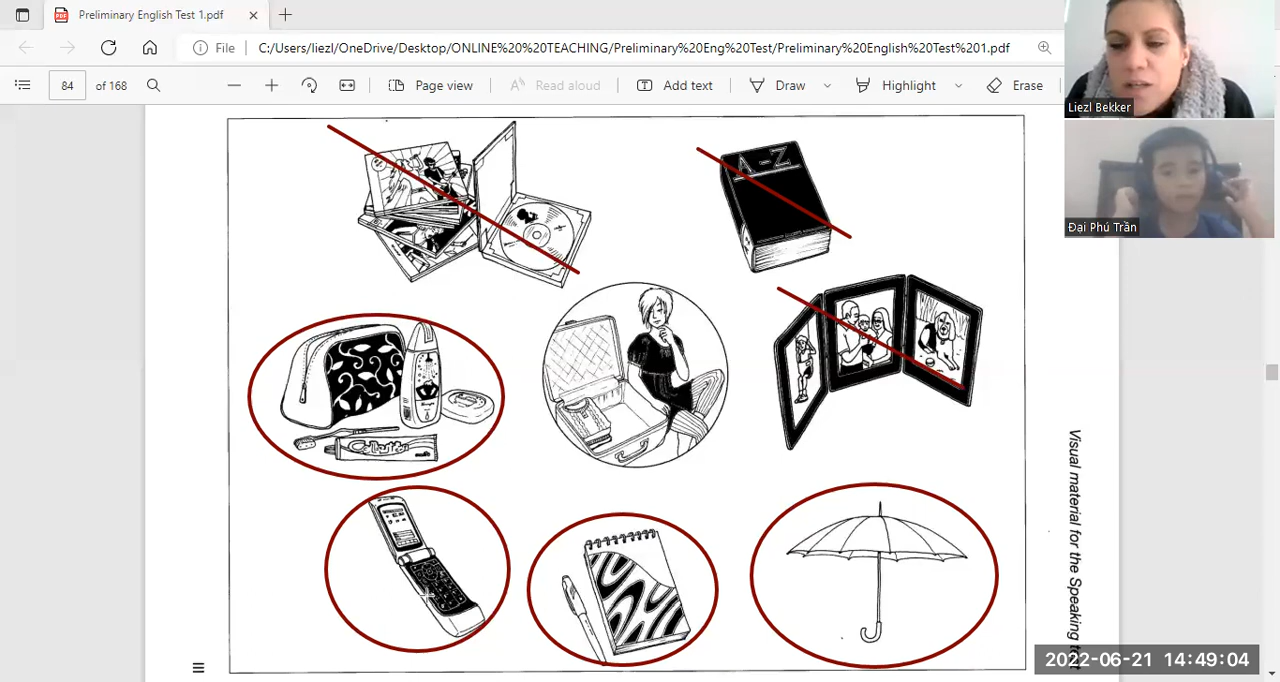 Preliminary English Test 1.pdf
File
C:/Users/liezl/OneDrive/Desktop/ONLINE%20%20TEACHING/Preliminary%20Eng%20Test/Preliminary%20English%20Test%201.pdf
84 of 168
Page view
Read aloud
Add text
Draw
Highlight
Erase
Liezl Bekker
Đại Phú Trần
A-Z
Visual material for the Speaking
2022-06-21 14:49:04